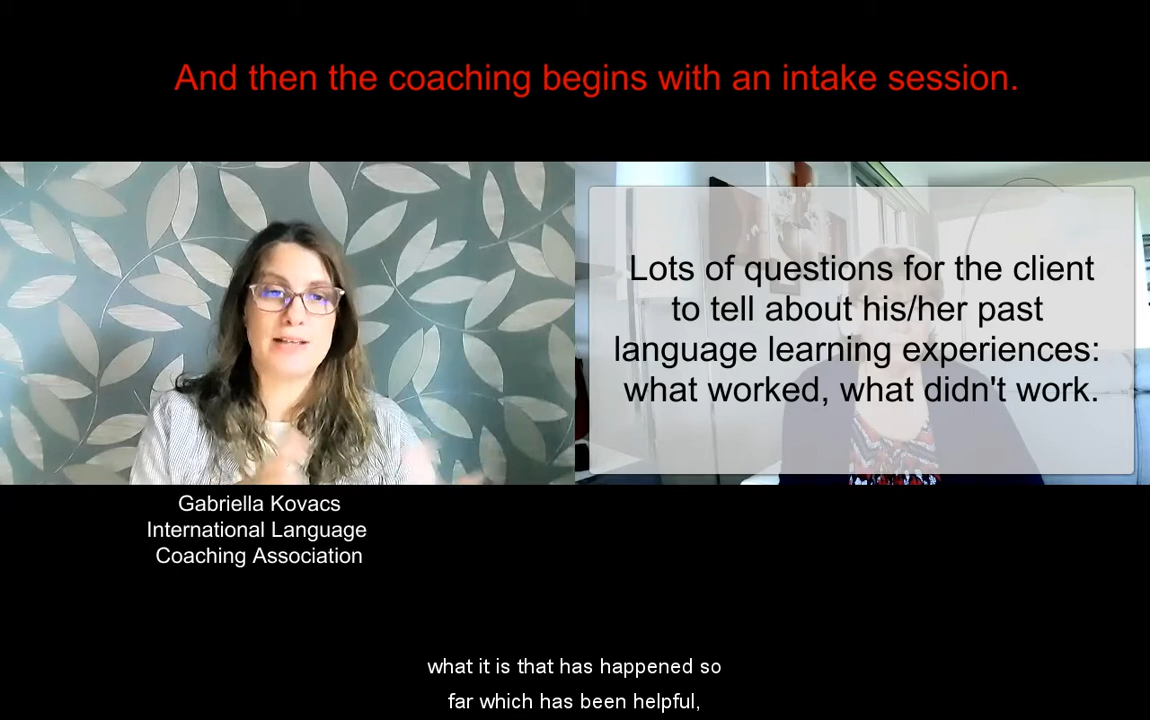 And then the coaching begins with an intake session.
Lots of questions for the client
to tell about his/her past
language learning experiences:
what worked, what didn't work.
Gabriella Kovacs
International Language
Coaching Association
what it is that has happened so
far which has been helpful,